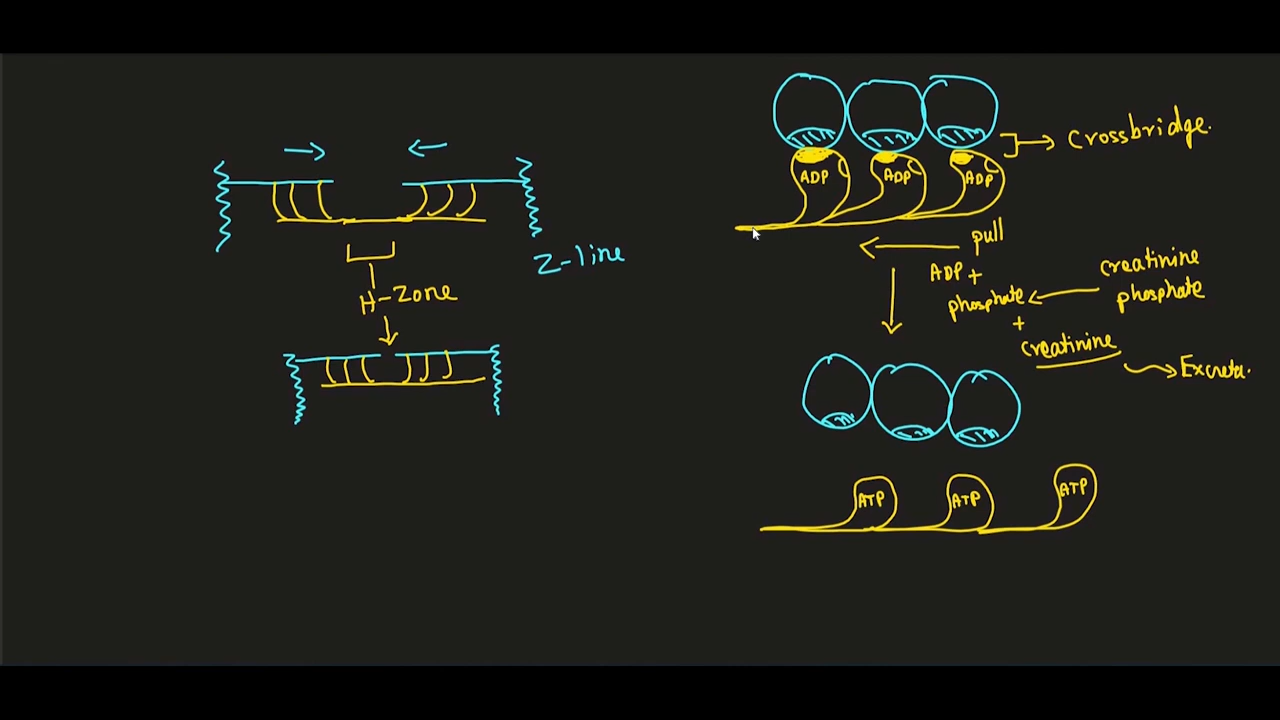 Z-line
H-Zone
Crossbridge.
ADP
ADP
ADP
pull
ADP +
phosphate
+
creatinine
creatinine
phosphate
Excreta.
ATP
ATP
ATP